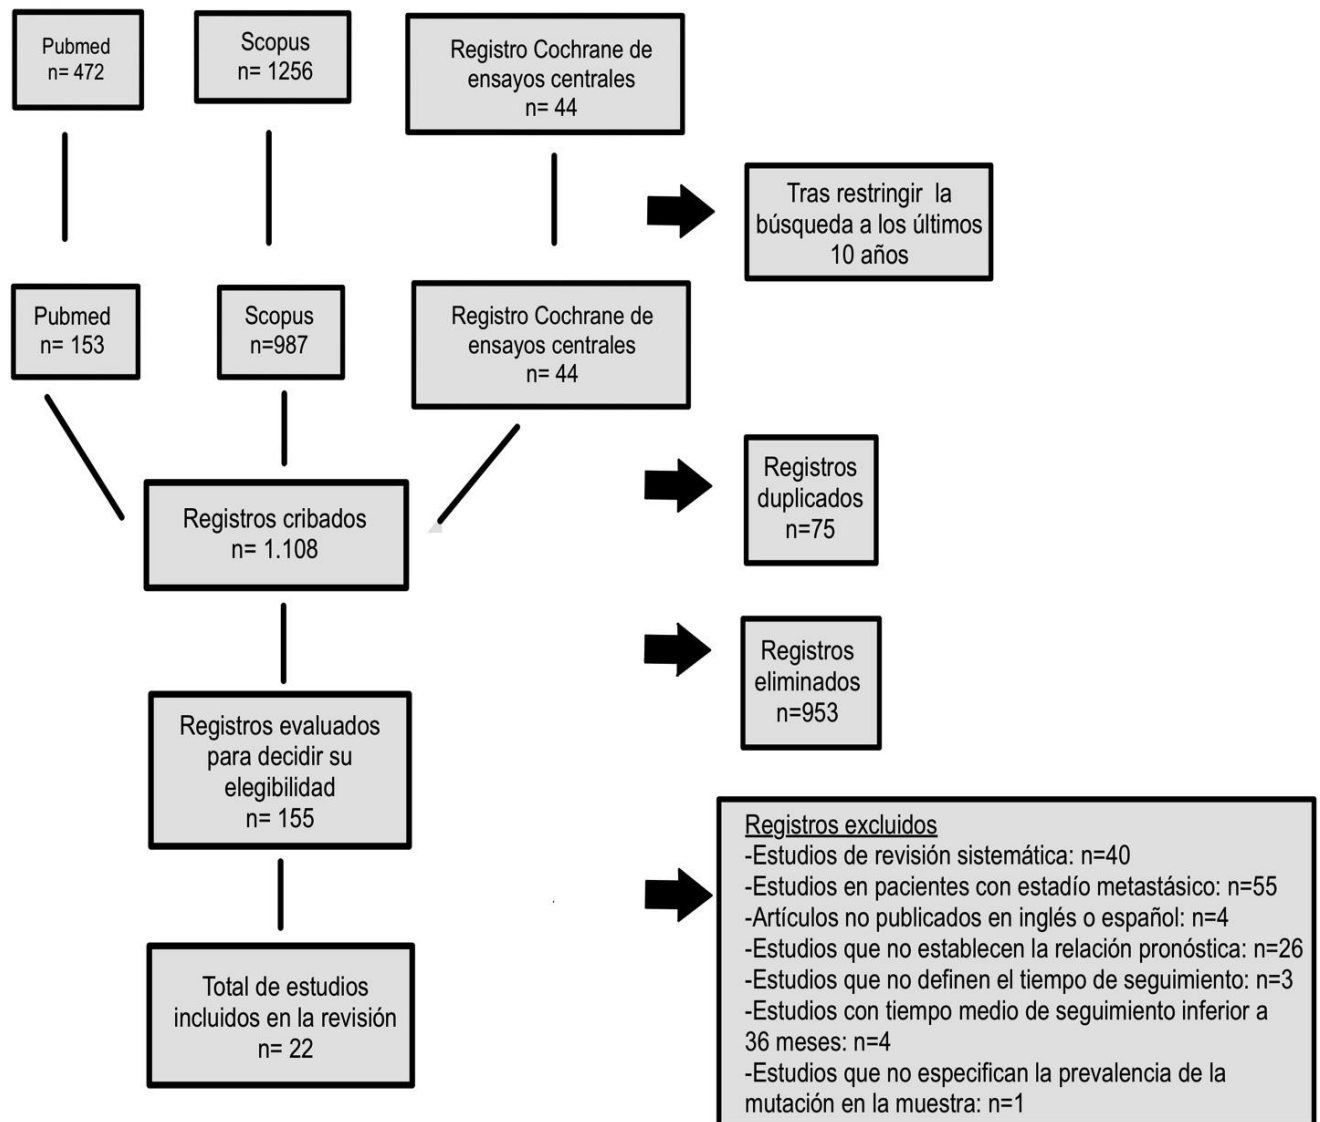 Pubmed
n= 472
Scopus
n= 1256
Registro Cochrane de
ensayos centrales
n= 44
Tras restringir la
búsqueda a los últimos
10 años
Pubmed
n= 153
Scopus
n=987
Registro Cochrane de
ensayos centrales
n= 44
Registros
duplicados
n=75
Registros cribados
n= 1.108
Registros
eliminados
n=953
Registros evaluados
para decidir su
elegibilidad
n= 155
Registros excluidos
-Estudios de revisión sistemática: n=40
-Estudios en pacientes con estadío metastásico: n=55
-Artículos no publicados en inglés o español: n=4
-Estudios que no establecen la relación pronóstica: n=26
-Estudios que no definen el tiempo de seguimiento: n=3
-Estudios con tiempo medio de seguimiento inferior a
36 meses: n=4
-Estudios que no especifican la prevalencia de la
mutación en la muestra: n=1
Total de estudios
incluidos en la revisión
n= 22